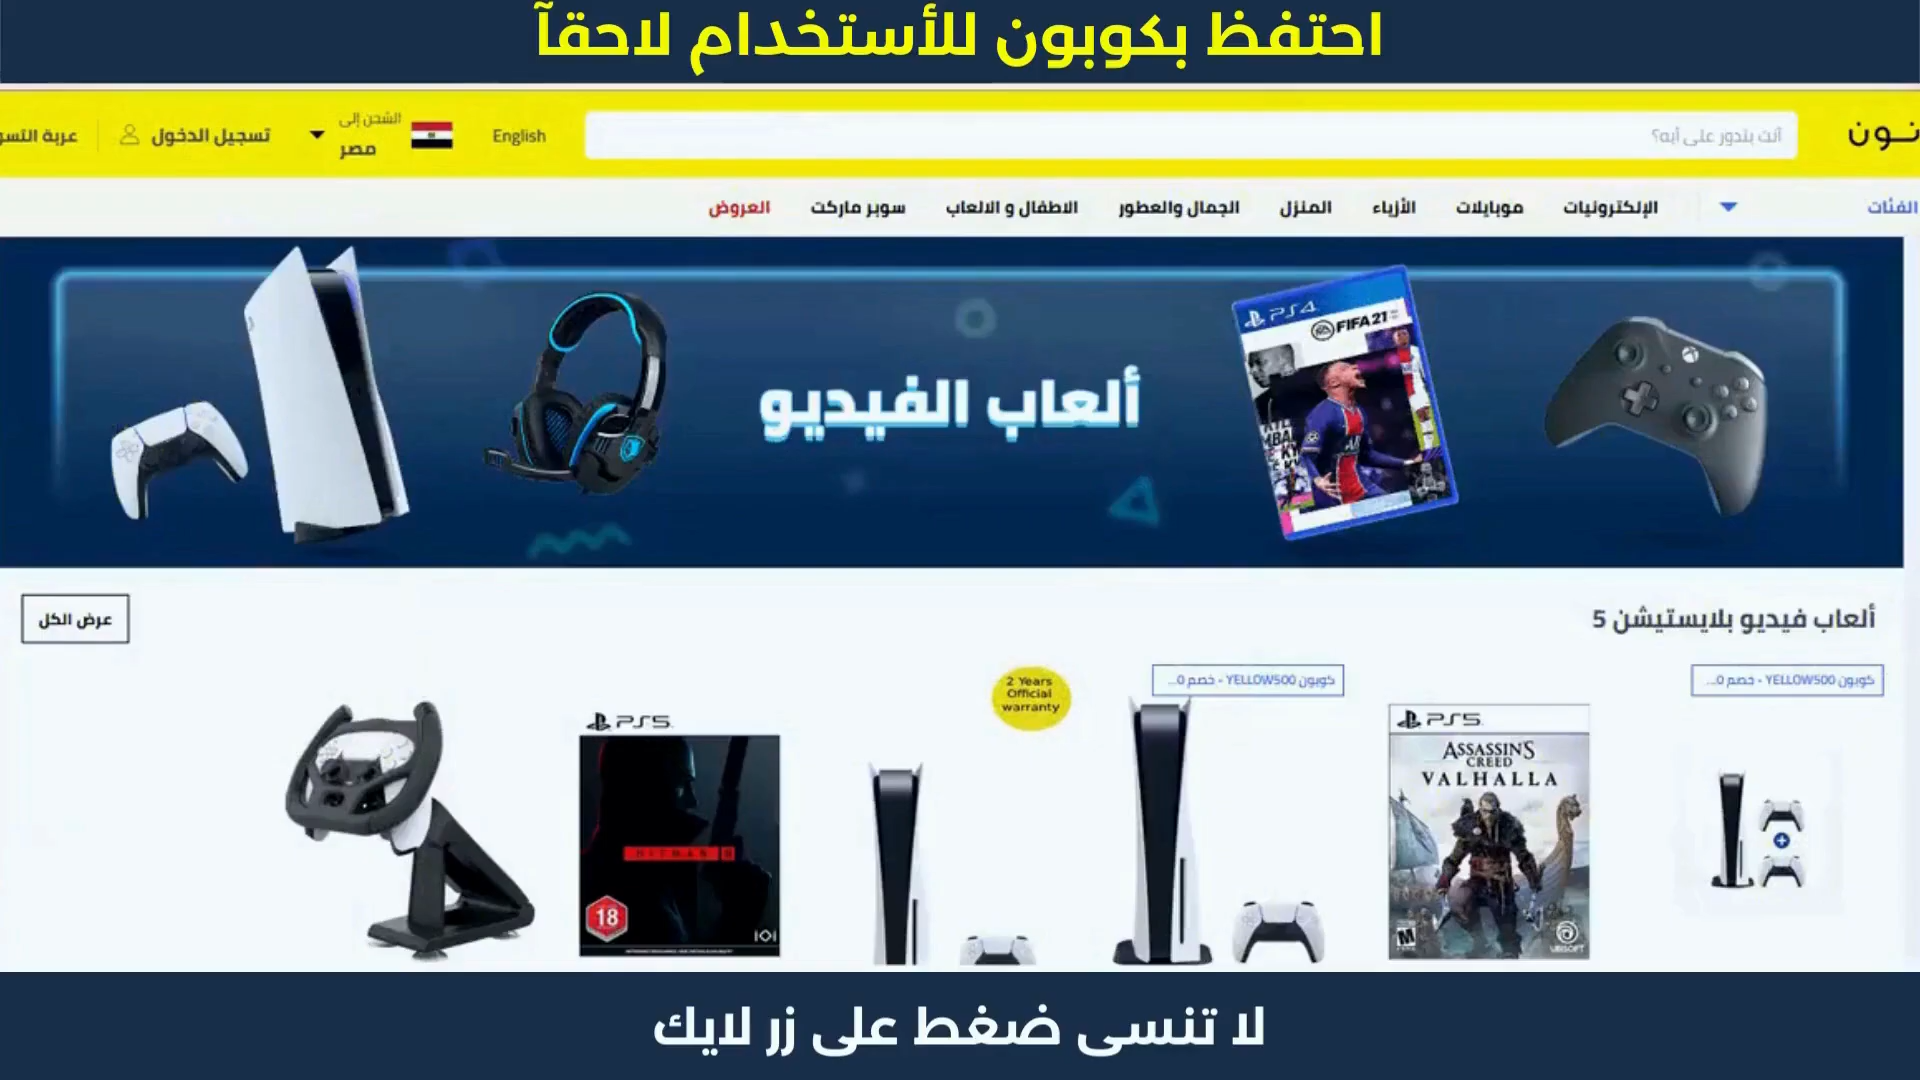 احتفظ بكوبون للأستخدام لاحقآ
نون
أنت بتدور على أيه؟
English
الشحن إلى
مصر
تسجيل الدخول
عربة
الفئات
الإلكترونيات
موبايلات
الأزياء
المنزل
الجمال والعطور
الاطفال و الالعاب
سوبر ماركت
العروض
ألعاب الفيديو
PS4
FIFA 21
ألعاب فيديو بلايستيشن 5
عرض الكل
كوبون YELLOW500 - خصم 0...
كوبون YELLOW500 - خصم 0...
2 Years
Official
warranty
PS5
ASSASSIN'S
CREED
VALHALLA
M
UBISOFT
PS5
HITMAN
18
IOI
لا تنسى ضغط على زر لايك